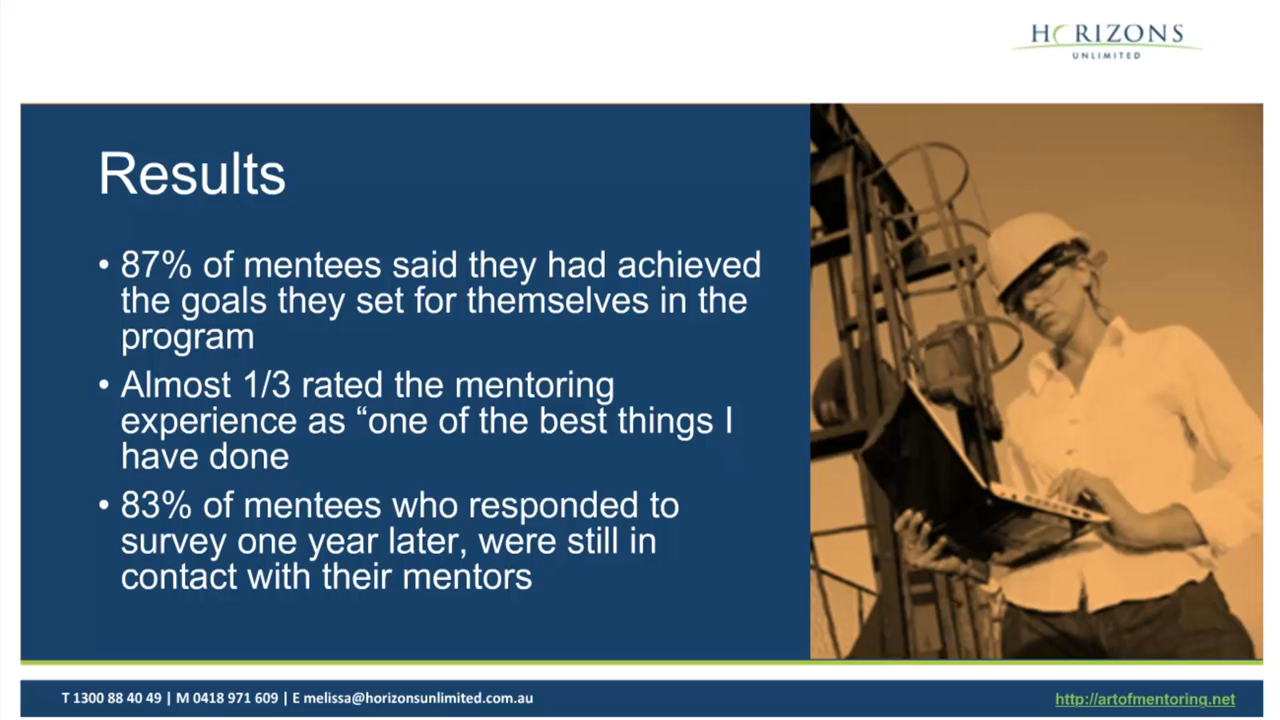 HORIZONS
UNLIMITED
Results
• 87% of mentees said they had achieved
the goals they set for themselves in the
program
• Almost 1/3 rated the mentoring
experience as “one of the best things I
have done
• 83% of mentees who responded to
survey one year later, were still in
contact with their mentors
T 1300 88 40 49 | M 0418 971 609 | E melissa@horizonsunlimited.com.au
http://artofmentoring.net